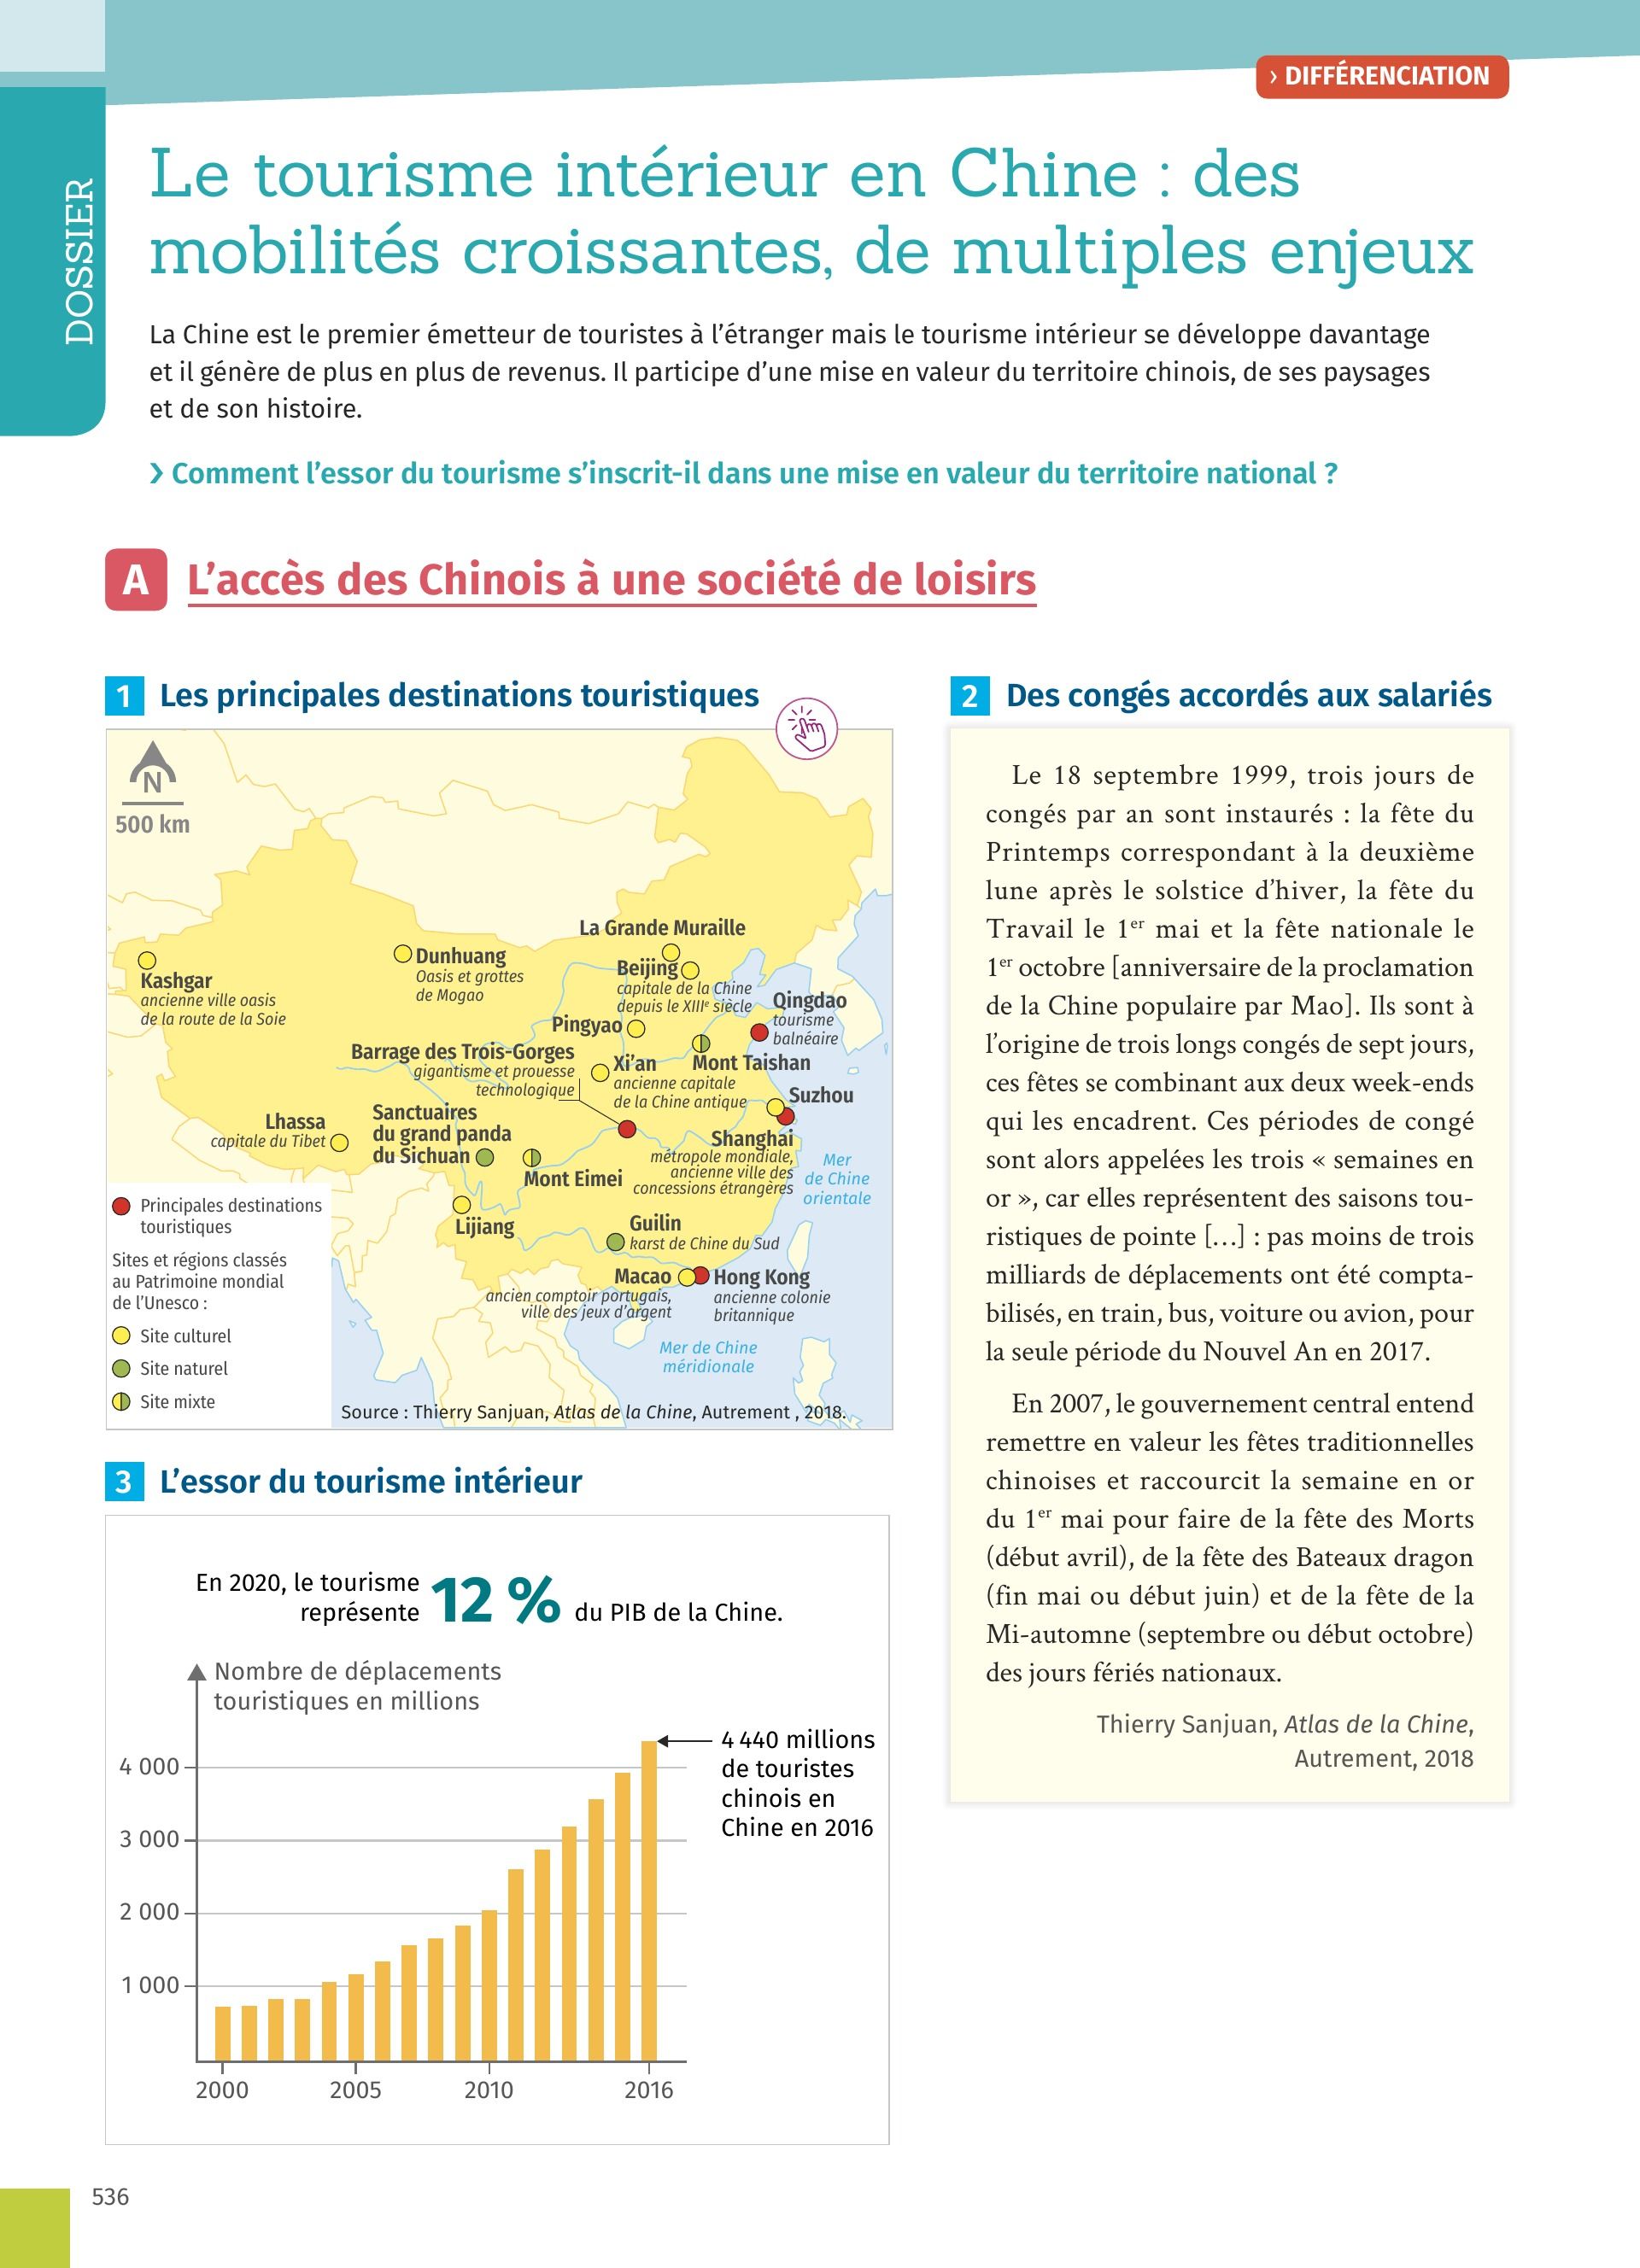 › DIFFÉRENCIATION
DOSSIER
Le tourisme intérieur en Chine : des
mobilités croissantes, de multiples enjeux
La Chine est le premier émetteur de touristes à l’étranger mais le tourisme intérieur se développe davantage
et il génère de plus en plus de revenus. Il participe d’une mise en valeur du territoire chinois, de ses paysages
et de son histoire.
› Comment l’essor du tourisme s’inscrit-il dans une mise en valeur du territoire national ?
A L’accès des Chinois à une société de loisirs
1 Les principales destinations touristiques
N
500 km
La Grande Muraille
Dunhuang
Oasis et grottes
de Mogao
Kashgar
ancienne ville oasis
de la route de la Soie
Beijing
capitale de la Chine
depuis le XIIIe siècle
Qingdao
tourisme
balnéaire
Pingyao
Mont Taishan
Barrage des Trois-Gorges
gigantisme et prouesse
technologique
Xi’an
ancienne capitale
de la Chine antique
Suzhou
Lhassa
capitale du Tibet
Sanctuaires
du grand panda
du Sichuan
Mont Eimei
Shanghai
métropole mondiale,
ancienne ville des
concessions étrangères
Mer
de Chine
orientale
Lijiang
Guilin
karst de Chine du Sud
Macao
ancien comptoir portugais,
ville des jeux d’argent
Hong Kong
ancienne colonie
britannique
Mer de Chine
méridionale
Principales destinations
touristiques
Sites et régions classés
au Patrimoine mondial
de l’Unesco :
Site culturel
Site naturel
Site mixte
Source : Thierry Sanjuan, Atlas de la Chine, Autrement , 2018.
2 Des congés accordés aux salariés
Le 18 septembre 1999, trois jours de
congés par an sont instaurés : la fête du
Printemps correspondant à la deuxième
lune après le solstice d’hiver, la fête du
Travail le 1er mai et la fête nationale le
1er octobre [anniversaire de la proclamation
de la Chine populaire par Mao]. Ils sont à
l’origine de trois longs congés de sept jours,
ces fêtes se combinant aux deux week-ends
qui les encadrent. Ces périodes de congé
sont alors appelées les trois « semaines en
or », car elles représentent des saisons tou-
ristiques de pointe […] : pas moins de trois
milliards de déplacements ont été compta-
bilisés, en train, bus, voiture ou avion, pour
la seule période du Nouvel An en 2017.
En 2007, le gouvernement central entend
remettre en valeur les fêtes traditionnelles
chinoises et raccourcit la semaine en or
du 1er mai pour faire de la fête des Morts
(début avril), de la fête des Bateaux dragon
(fin mai ou début juin) et de la fête de la
Mi-automne (septembre ou début octobre)
des jours fériés nationaux.
Thierry Sanjuan, Atlas de la Chine,
Autrement, 2018
3 L’essor du tourisme intérieur
En 2020, le tourisme
représente 12 % du PIB de la Chine.
Nombre de déplacements
touristiques en millions
4 440 millions
de touristes
chinois en
Chine en 2016
4 000
3 000
2 000
1 000
2000 2005 2010 2016
536